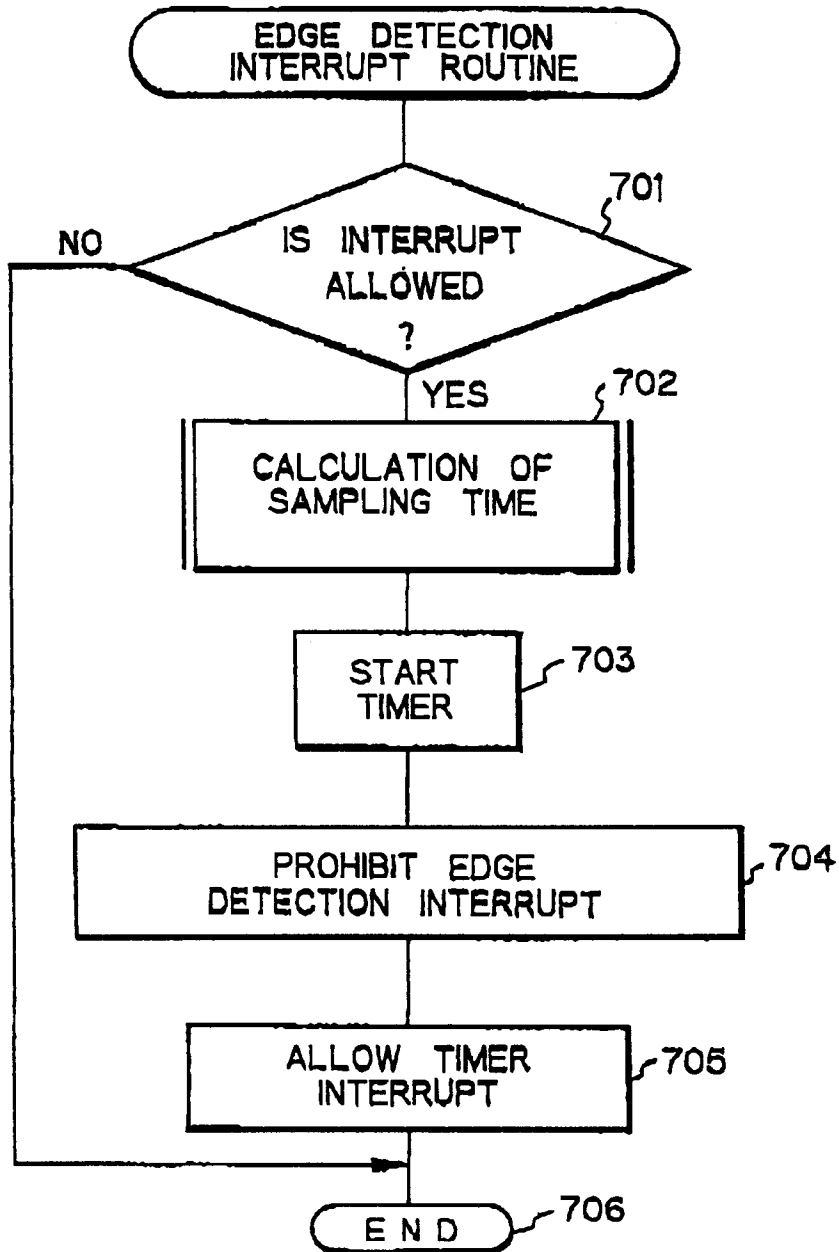 EDGE DETECTION
INTERRUPT ROUTINE
701
NO
IS INTERRUPT
ALLOWED
?
YES
702
CALCULATION OF
SAMPLING TIME
703
START
TIMER
704
PROHIBIT EDGE
DETECTION INTERRUPT
705
ALLOW TIMER
INTERRUPT
END
706